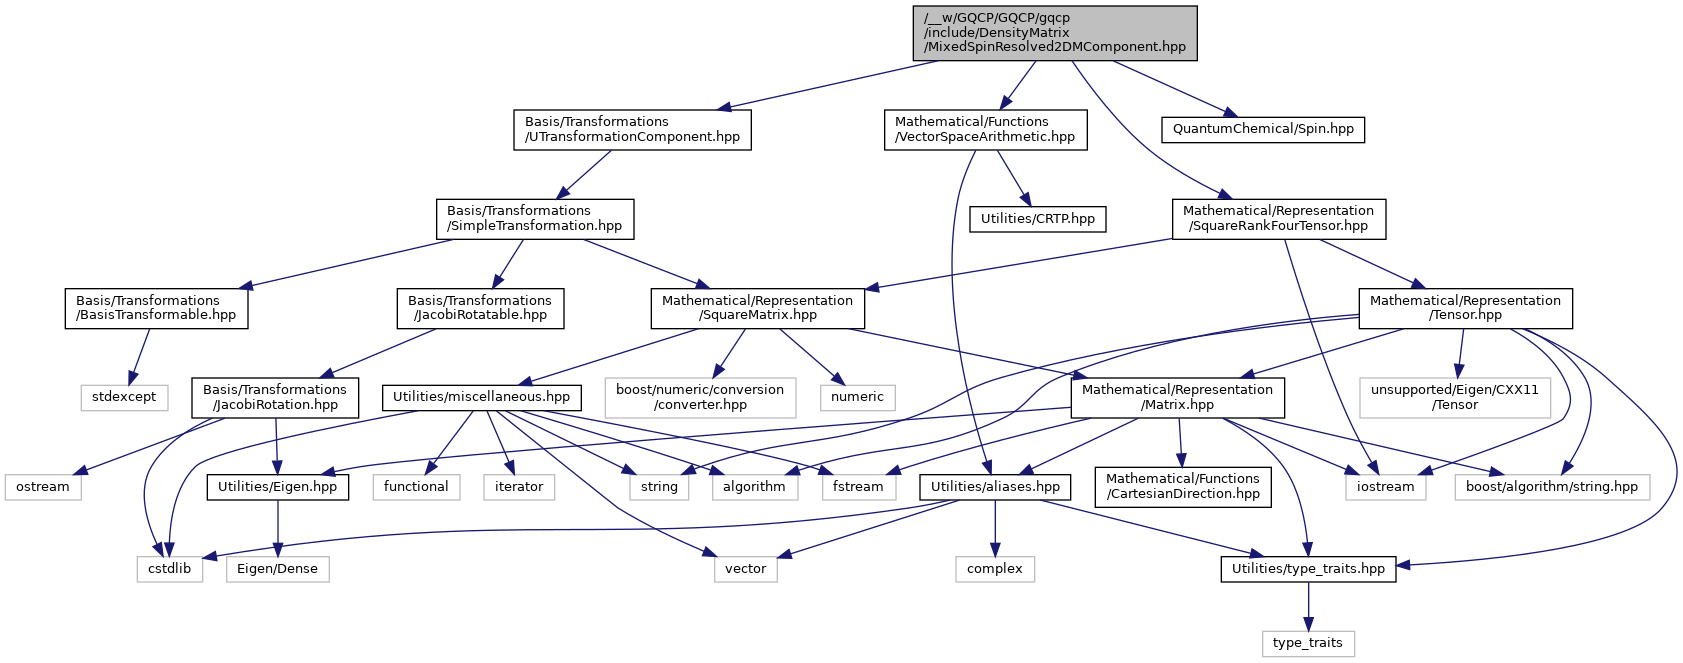 /__w/GQCP/GQCP/gqcp
/include/DensityMatrix
/MixedSpinResolved2DMComponent.hpp
Basis/Transformations
/UTransformationComponent.hpp
Mathematical/Functions
/VectorSpaceArithmetic.hpp
QuantumChemical/Spin.hpp
Basis/Transformations
/SimpleTransformation.hpp
Utilities/CRTP.hpp
Mathematical/Representation
/SquareRankFourTensor.hpp
Basis/Transformations
/BasisTransformable.hpp
Basis/Transformations
/JacobiRotatable.hpp
Mathematical/Representation
/SquareMatrix.hpp
Mathematical/Representation
/Tensor.hpp
stdexcept
Basis/Transformations
/JacobiRotation.hpp
Utilities/miscellaneous.hpp
boost/numeric/conversion
/converter.hpp
numeric
Mathematical/Representation
/Matrix.hpp
unsupported/Eigen/CXX11
/Tensor
ostream
Utilities/Eigen.hpp
functional
iterator
string
algorithm
fstream
Utilities/aliases.hpp
Mathematical/Functions
/CartesianDirection.hpp
iostream
boost/algorithm/string.hpp
cstdlib
Eigen/Dense
vector
complex
Utilities/type_traits.hpp
type_traits